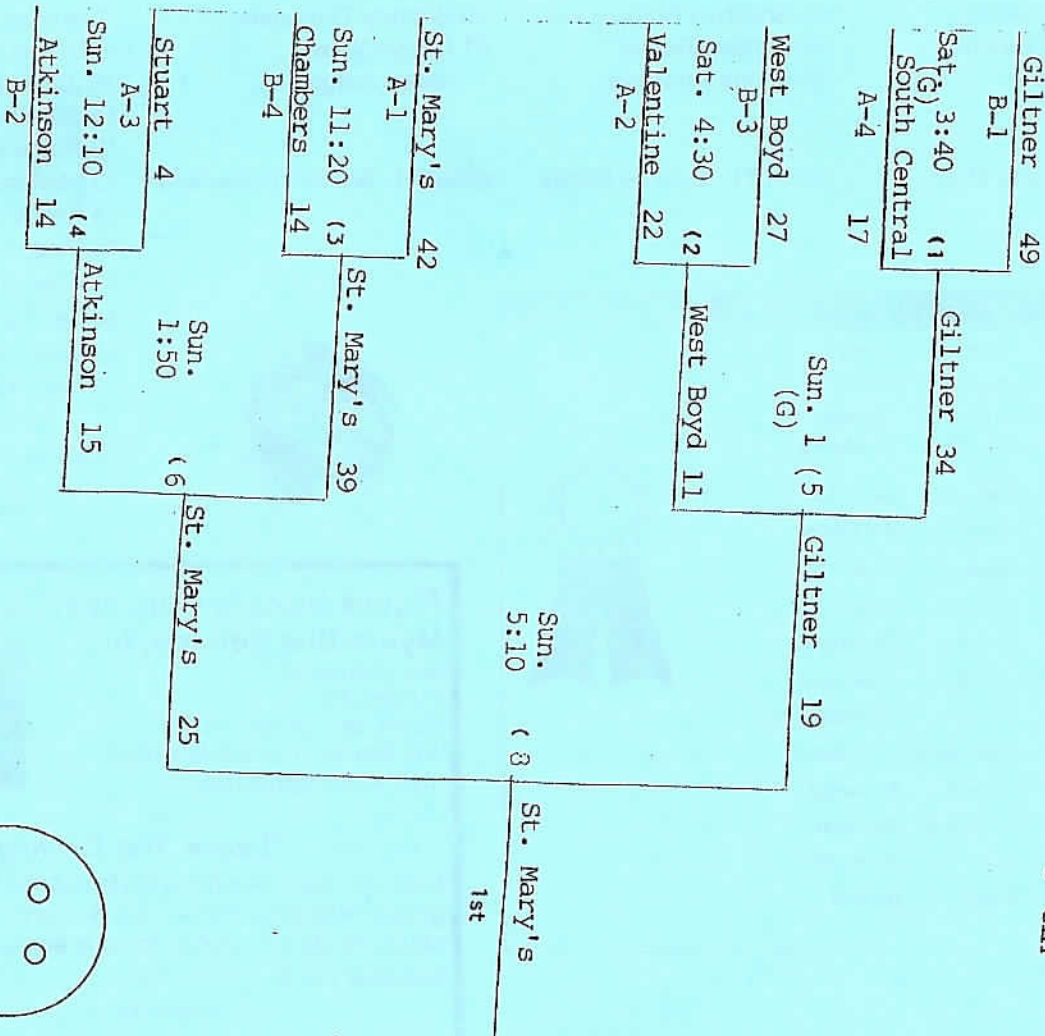 Giltner 49
B-1
Sat. 3:40 (1
(G)
South Central
A-4 17
Giltner 34
Sun. 1 (5
(G)
West Boyd 27
B-3
Sat. 4:30 (2
Valentine 22
A-2
West Boyd 11
Giltner 19
Sun.
5:10 ( 8
St. Mary's
1st
St. Mary's 42
A-1
Sun. 11:20 (3
Chambers 14
B-4
St. Mary's 39
Sun.
1:50 (6
Stuart 4
A-3
Sun. 12:10 (4
Atkinson 14
B-2
Atkinson 15
St. Mary's 25